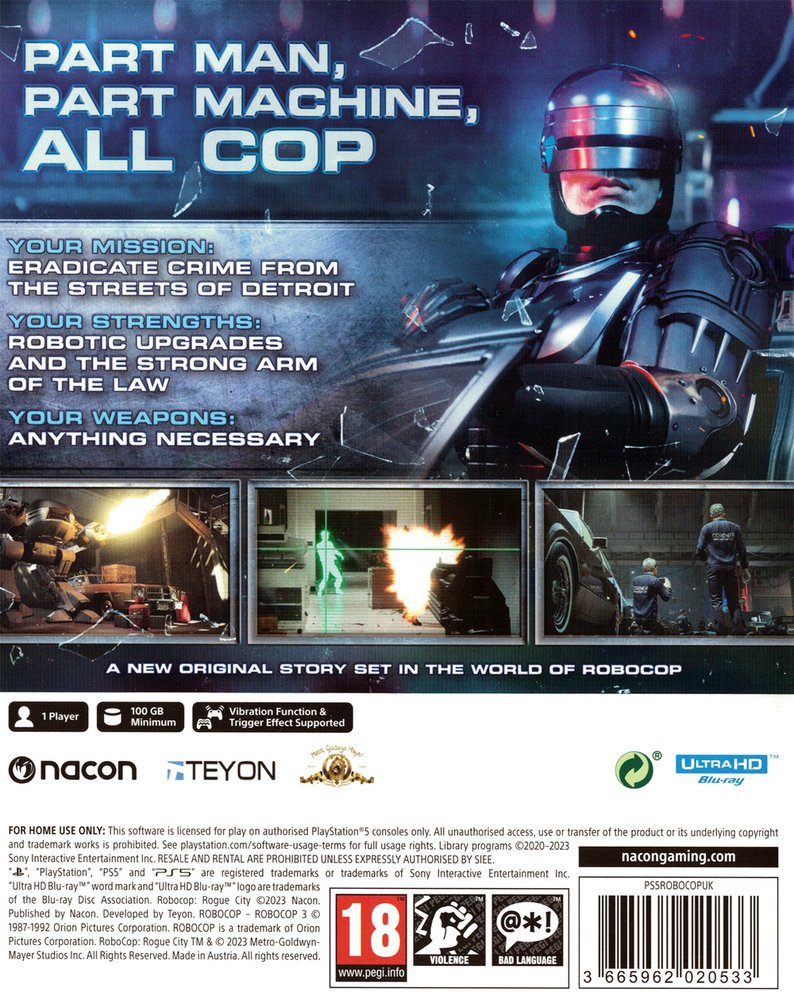 PART MAN,
PART MACHINE,
ALL COP
YOUR MISSION:
ERADICATE CRIME FROM
THE STREETS OF DETROIT
YOUR STRENGTHS:
ROBOTIC UPGRADES
AND THE STRONG ARM
OF THE LAW
YOUR WEAPONS:
ANYTHING NECESSARY
CORONER
A NEW ORIGINAL STORY SET IN THE WORLD OF ROBOCOP
1 Player
100 GB
Minimum
Vibration Function &
Trigger Effect Supported
nacon
TEYON
Metro Goldwyn Mayer
®
ULTRA HD™
Blu-ray
FOR HOME USE ONLY: This software is licensed for play on authorised PlayStation®5 consoles only. All unauthorised access, use or transfer of the product or its underlying copyright
and trademark works is prohibited. See playstation.com/software-usage-terms for full usage rights. Library programs ©2020-2023
Sony Interactive Entertainment Inc. RESALE AND RENTAL ARE PROHIBITED UNLESS EXPRESSLY AUTHORISED BY SIEE.
"PS", "PlayStation", "PS5" and "PS5" are registered trademarks or trademarks of Sony Interactive Entertainment Inc.
"Ultra HD Blu-ray™" word mark and "Ultra HD Blu-ray™" logo are trademarks
of the Blu-ray Disc Association. Robocop: Rogue City ©2023 Nacon.
Published by Nacon. Developed by Teyon. ROBOCOP – ROBOCOP 3 ©
1987-1992 Orion Pictures Corporation. ROBOCOP is a trademark of Orion
Pictures Corporation. RoboCop: Rogue City TM & © 2023 Metro-Goldwyn-
Mayer Studios Inc. All Rights Reserved. Made in Austria. All rights reserved.
nacongaming.com
PS5ROBOCOPUK
18
www.pegi.info
VIOLENCE
@*!
BAD LANGUAGE
3 665962 020533